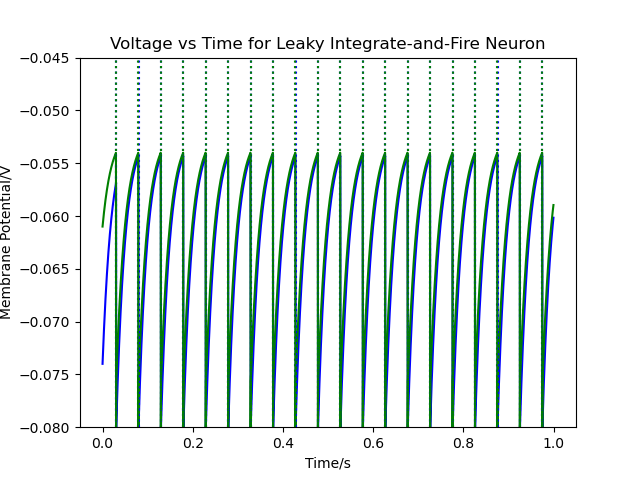 Voltage vs Time for Leaky Integrate-and-Fire Neuron
−0.045
−0.050
−0.055
−0.060
−0.065
−0.070
−0.075
−0.080
Membrane Potential/V
0.0 0.2 0.4 0.6 0.8 1.0
Time/s